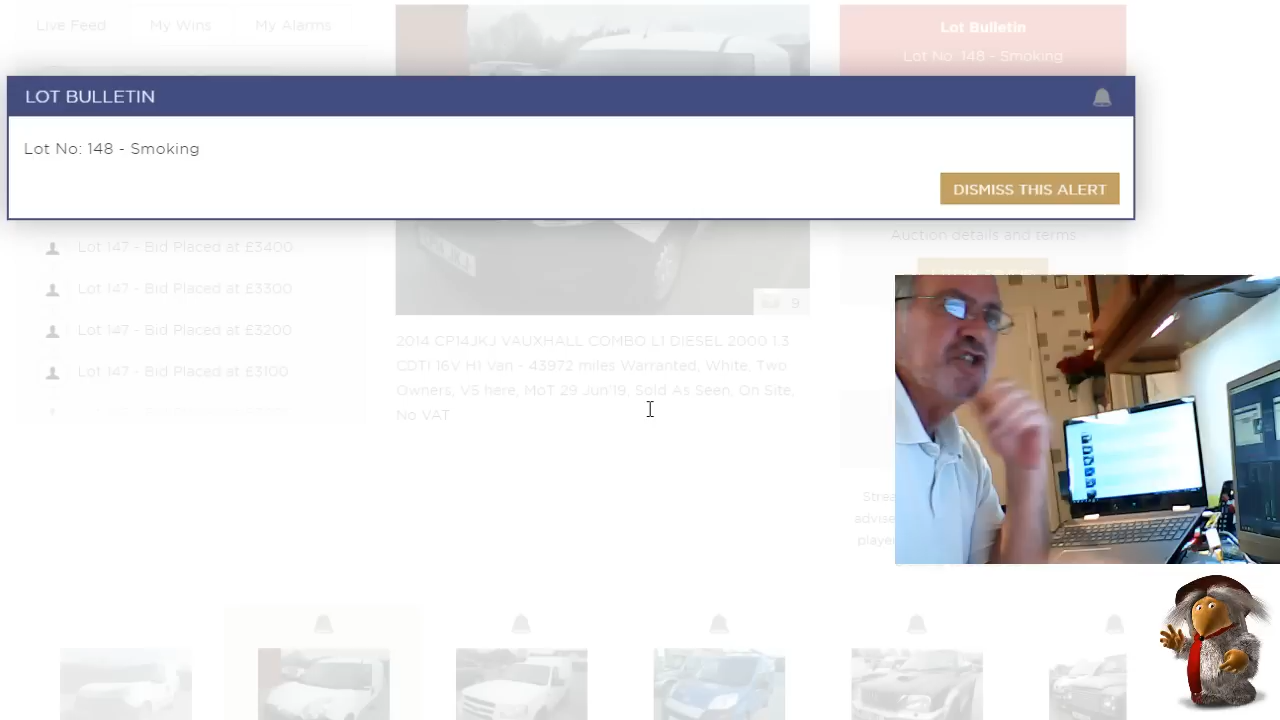 Live Feed
My Wins
My Alarms
Lot Bulletin
Lot No: 148 - Smoking
LOT BULLETIN
Lot No: 148 - Smoking
DISMISS THIS ALERT
Lot 147 - Bid Placed at £3400
Lot 147 - Bid Placed at £3300
Lot 147 - Bid Placed at £3200
Lot 147 - Bid Placed at £3100
9
2014 CP14JKJ VAUXHALL COMBO L1 DIESEL 2000 1.3
CDTI 16V H1 Van - 43972 miles Warranted, White, Two
Owners, V5 here, MoT 29 Jun'19, Sold As Seen, On Site,
No VAT
Auction details and terms
Strea
advise
playe